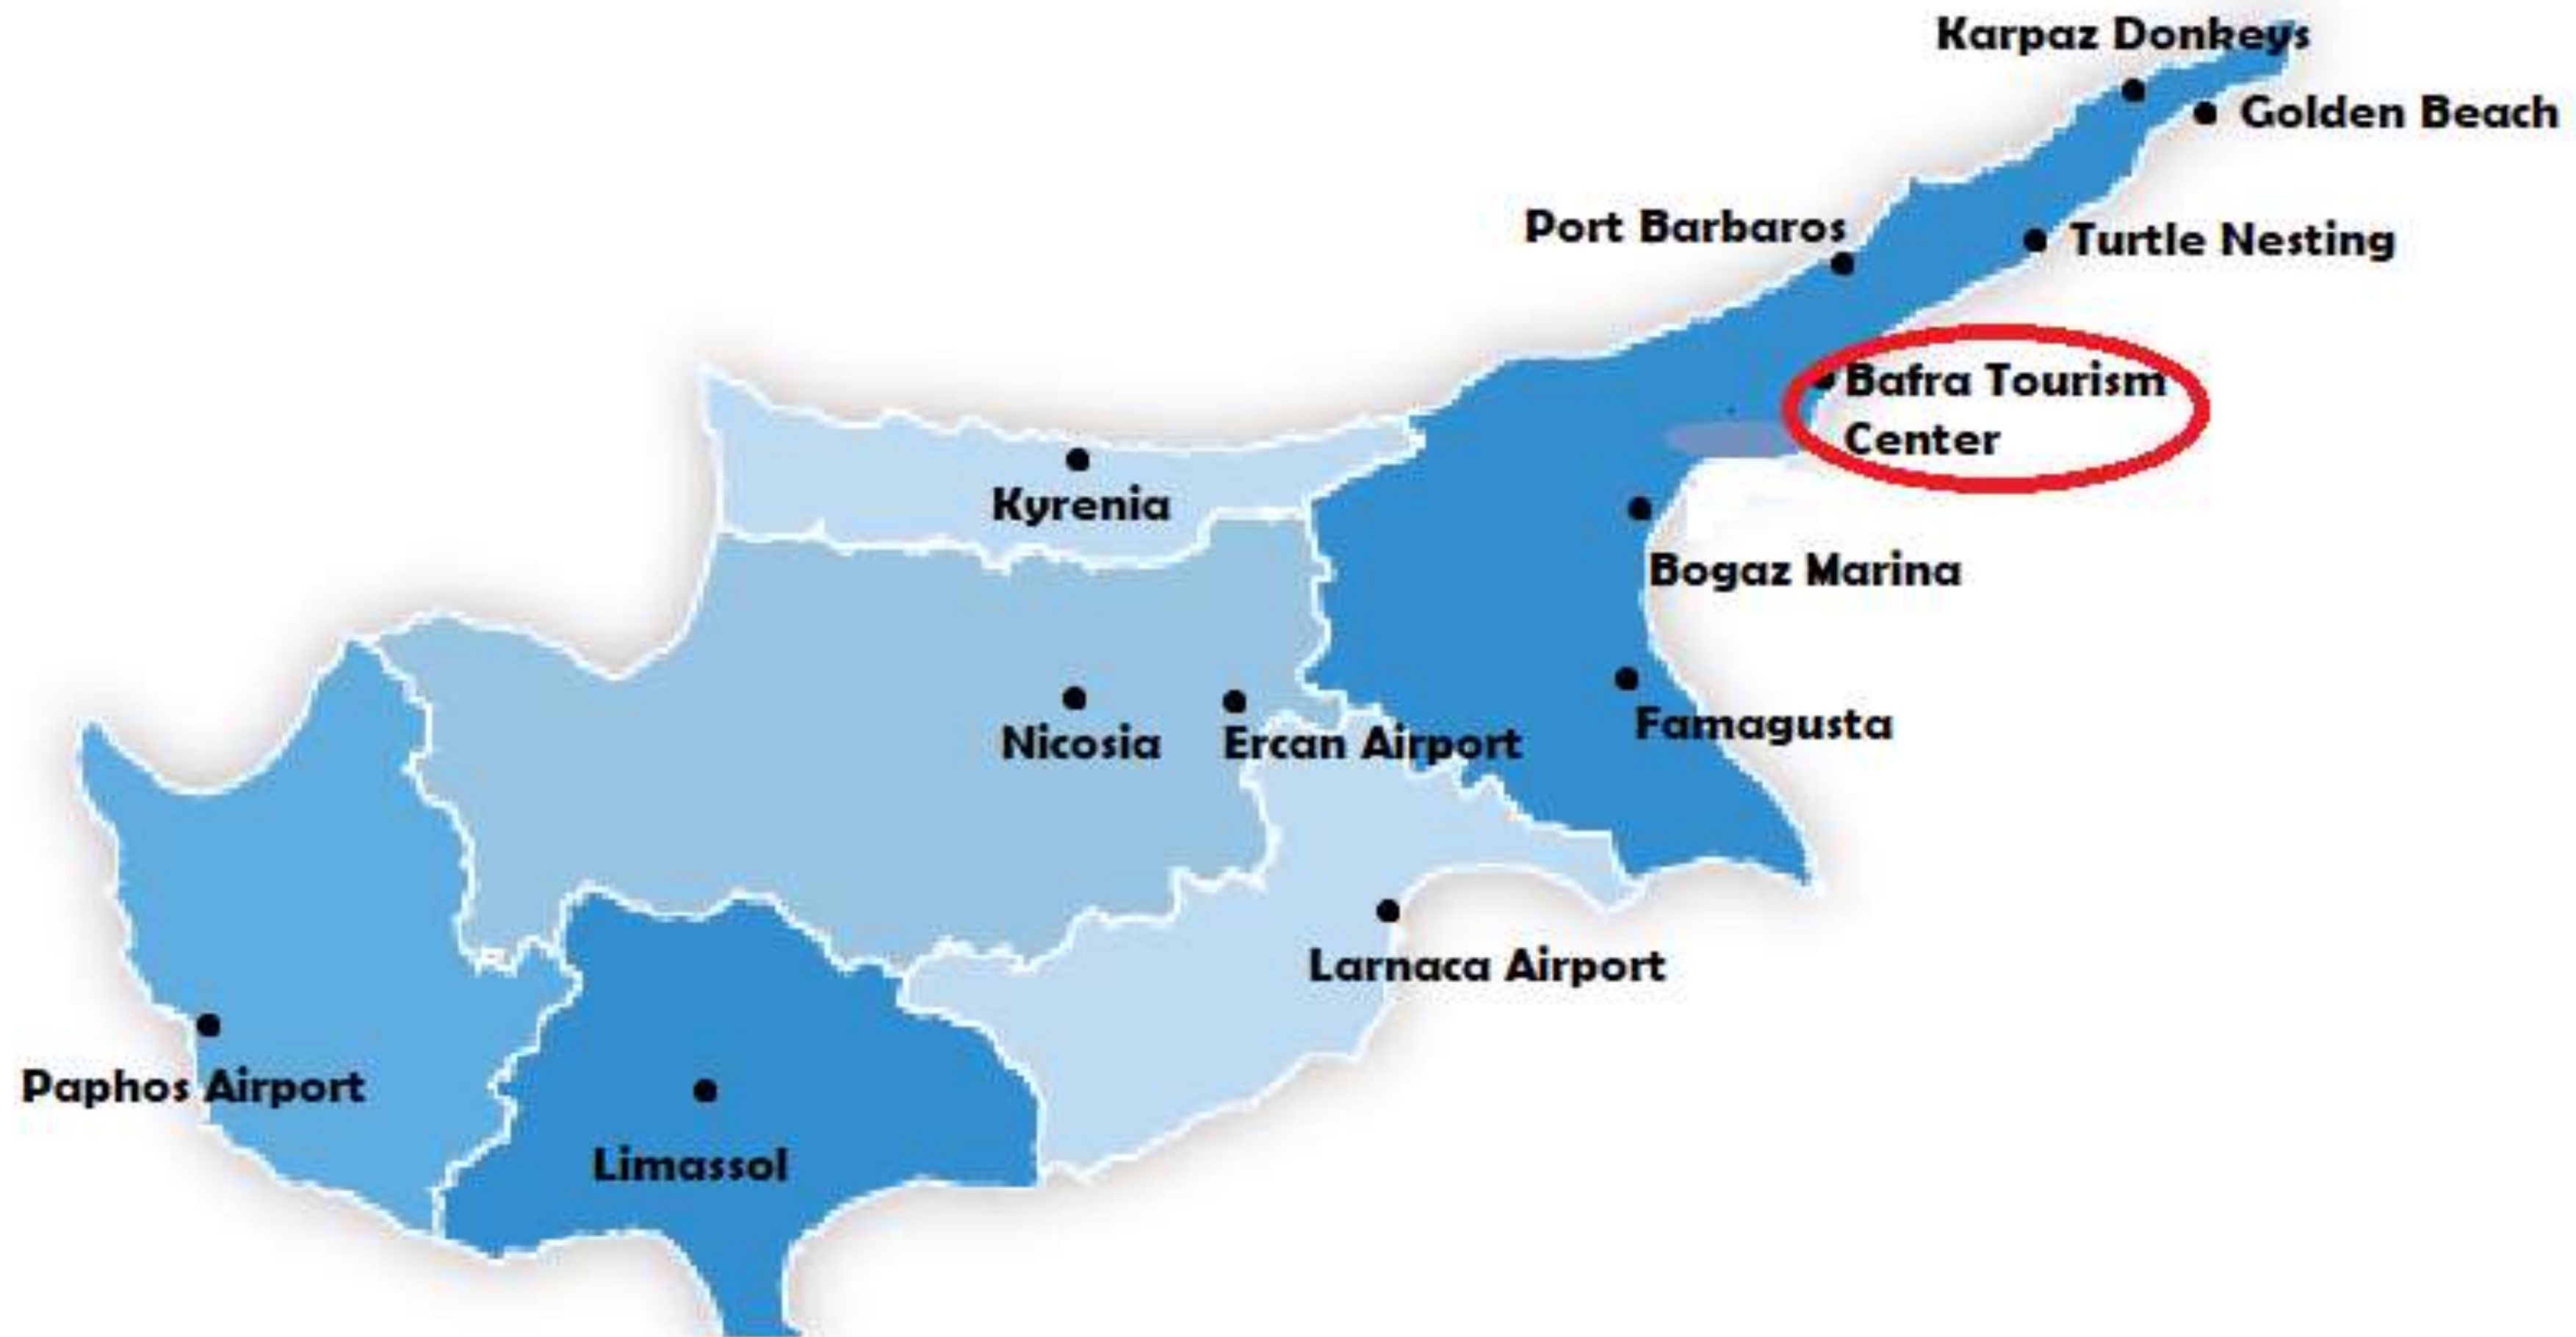 Karpaz Donkeys
Golden Beach
Port Barbaros
Turtle Nesting
Bafra Tourism
Center
Kyrenia
Bogaz Marina
Nicosia
Ercan Airport
Famagusta
Larnaca Airport
Paphos Airport
Limassol